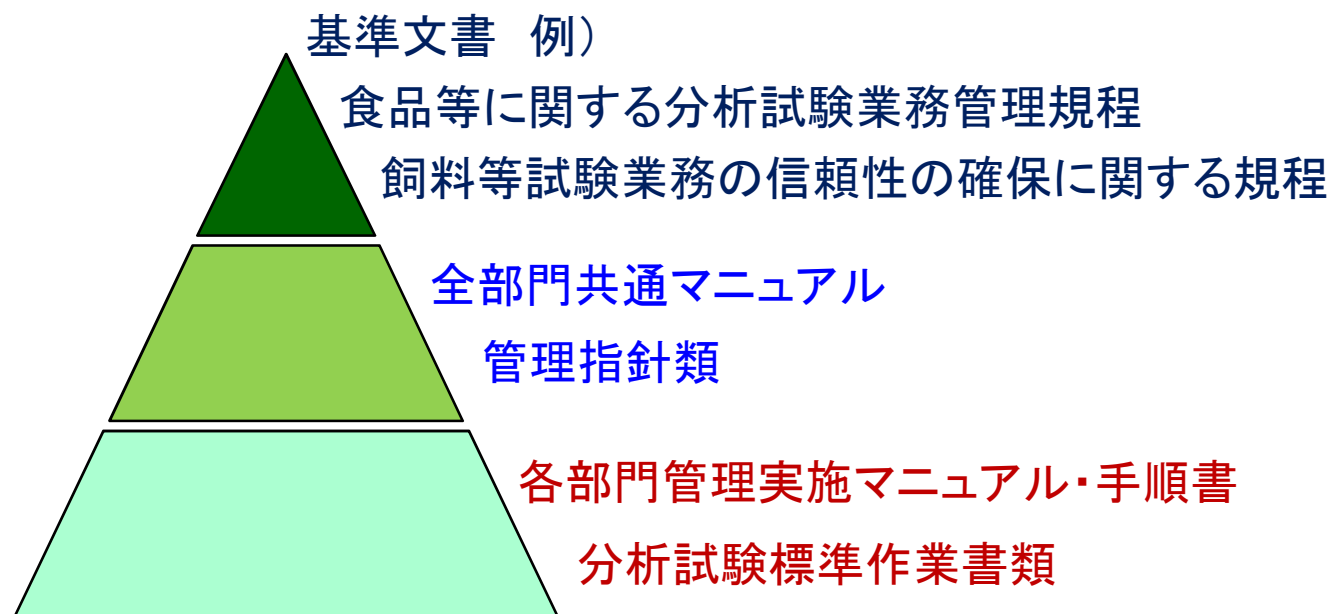 基準文書　例）
食品等に関する分析試験業務管理規程
飼料等試験業務の信頼性の確保に関する規程
全部門共通マニュアル
管理指針類
各部門管理実施マニュアル・手順書
分析試験標準作業書類